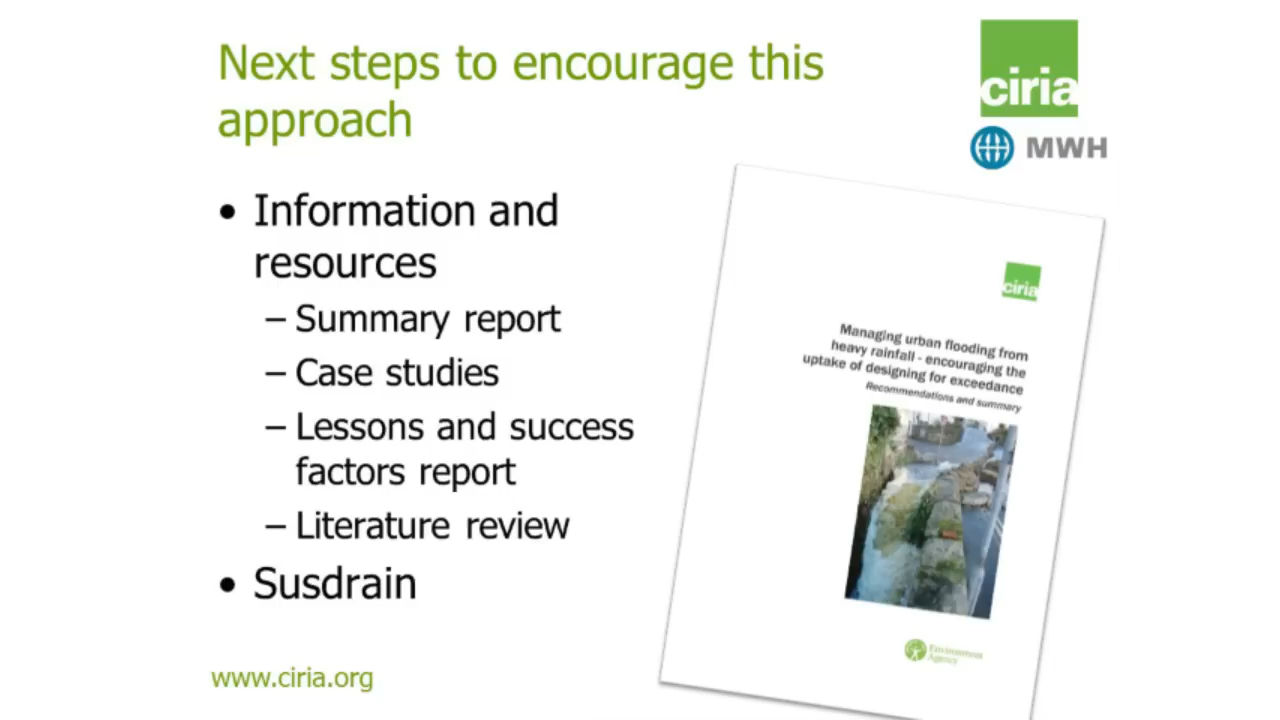 Next steps to encourage this
approach
ciria
MWH
• Information and
resources
– Summary report
– Case studies
– Lessons and success
factors report
– Literature review
• Susdrain
www.ciria.org
ciria
Managing urban flooding from
heavy rainfall - encouraging the
uptake of designing for exceedance
Recommendations and summary
Environment
Agency